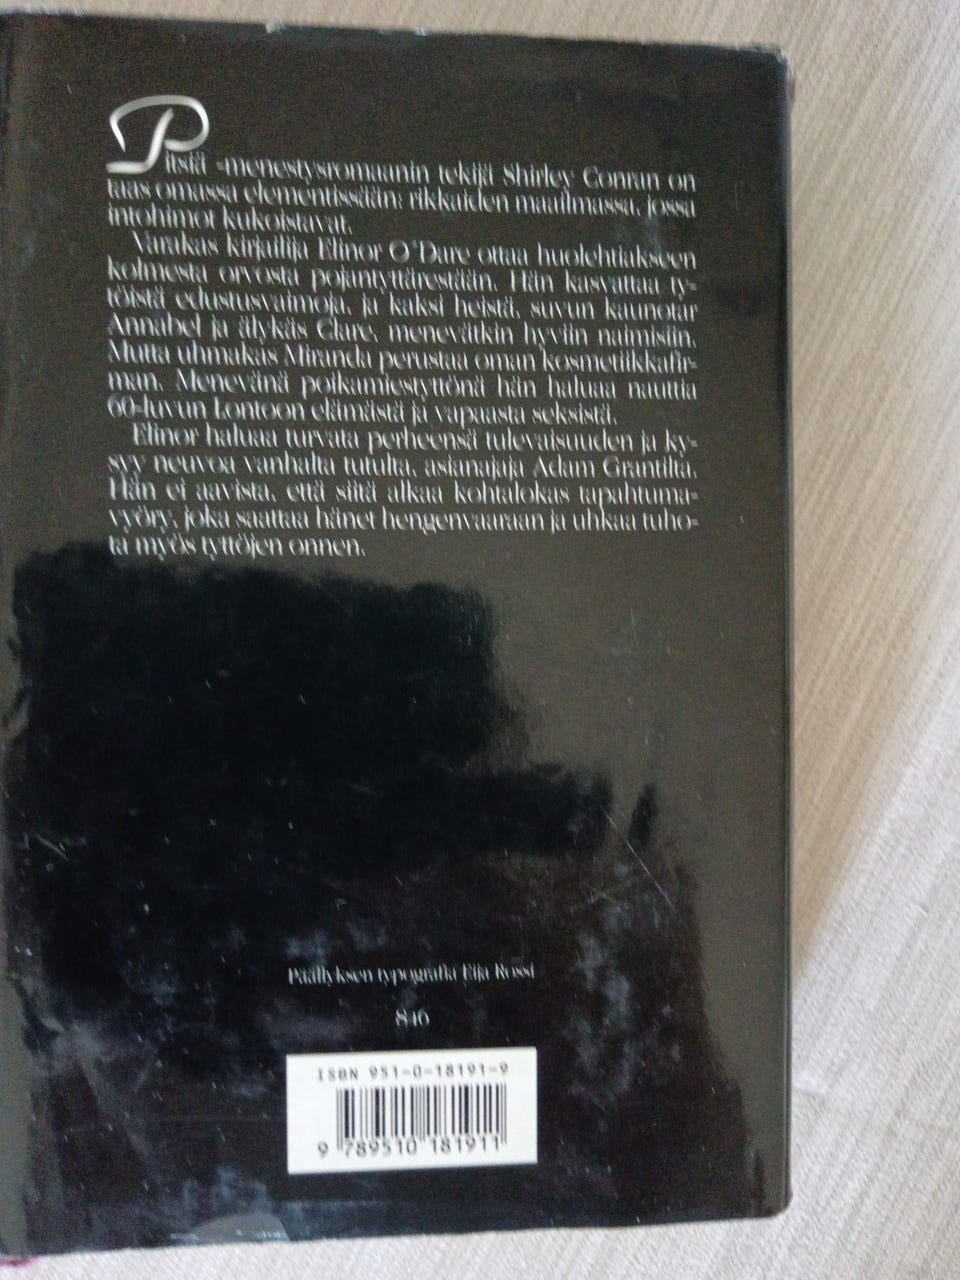 Pitsiä -menestysromaanin tekijä Shirley Conran on
taas omassa elementissään: rikkaiden maailmassa, jossa
intohimot kukoistavat.
Varakas kirjailija Elinor O'Dare ottaa huolehtiakseen
kolmesta orvosta pojantyttärestään. Hän kasvattaa ty-
töistä edustusvaimoja, ja kaksi heistä, suvun kaunotar
Annabel ja älykäs Clare, menevätkin hyviin naimisiin.
Mutta uhmakas Miranda perustaa oman kosmetiikkafir-
man. Menevänä poikamiestyttönä hän haluaa nauttia
60-luvun Lontoon elämästä ja vapaasta seksistä.
Elinor haluaa turvata perheensä tulevaisuuden ja ky-
syy neuvoa vanhalta tutulta, asianajaja Adam Grantilta.
Hän ei aavista, että siitä alkaa kohtalokas tapahtuma-
vyöry, joka saattaa hänet hengenvaaraan ja uhkaa tuho-
ta myös tyttöjen onnen.
Päällyksen typografia Eija Rossi
846
ISBN 951-0-18191-9
9 789510 181911